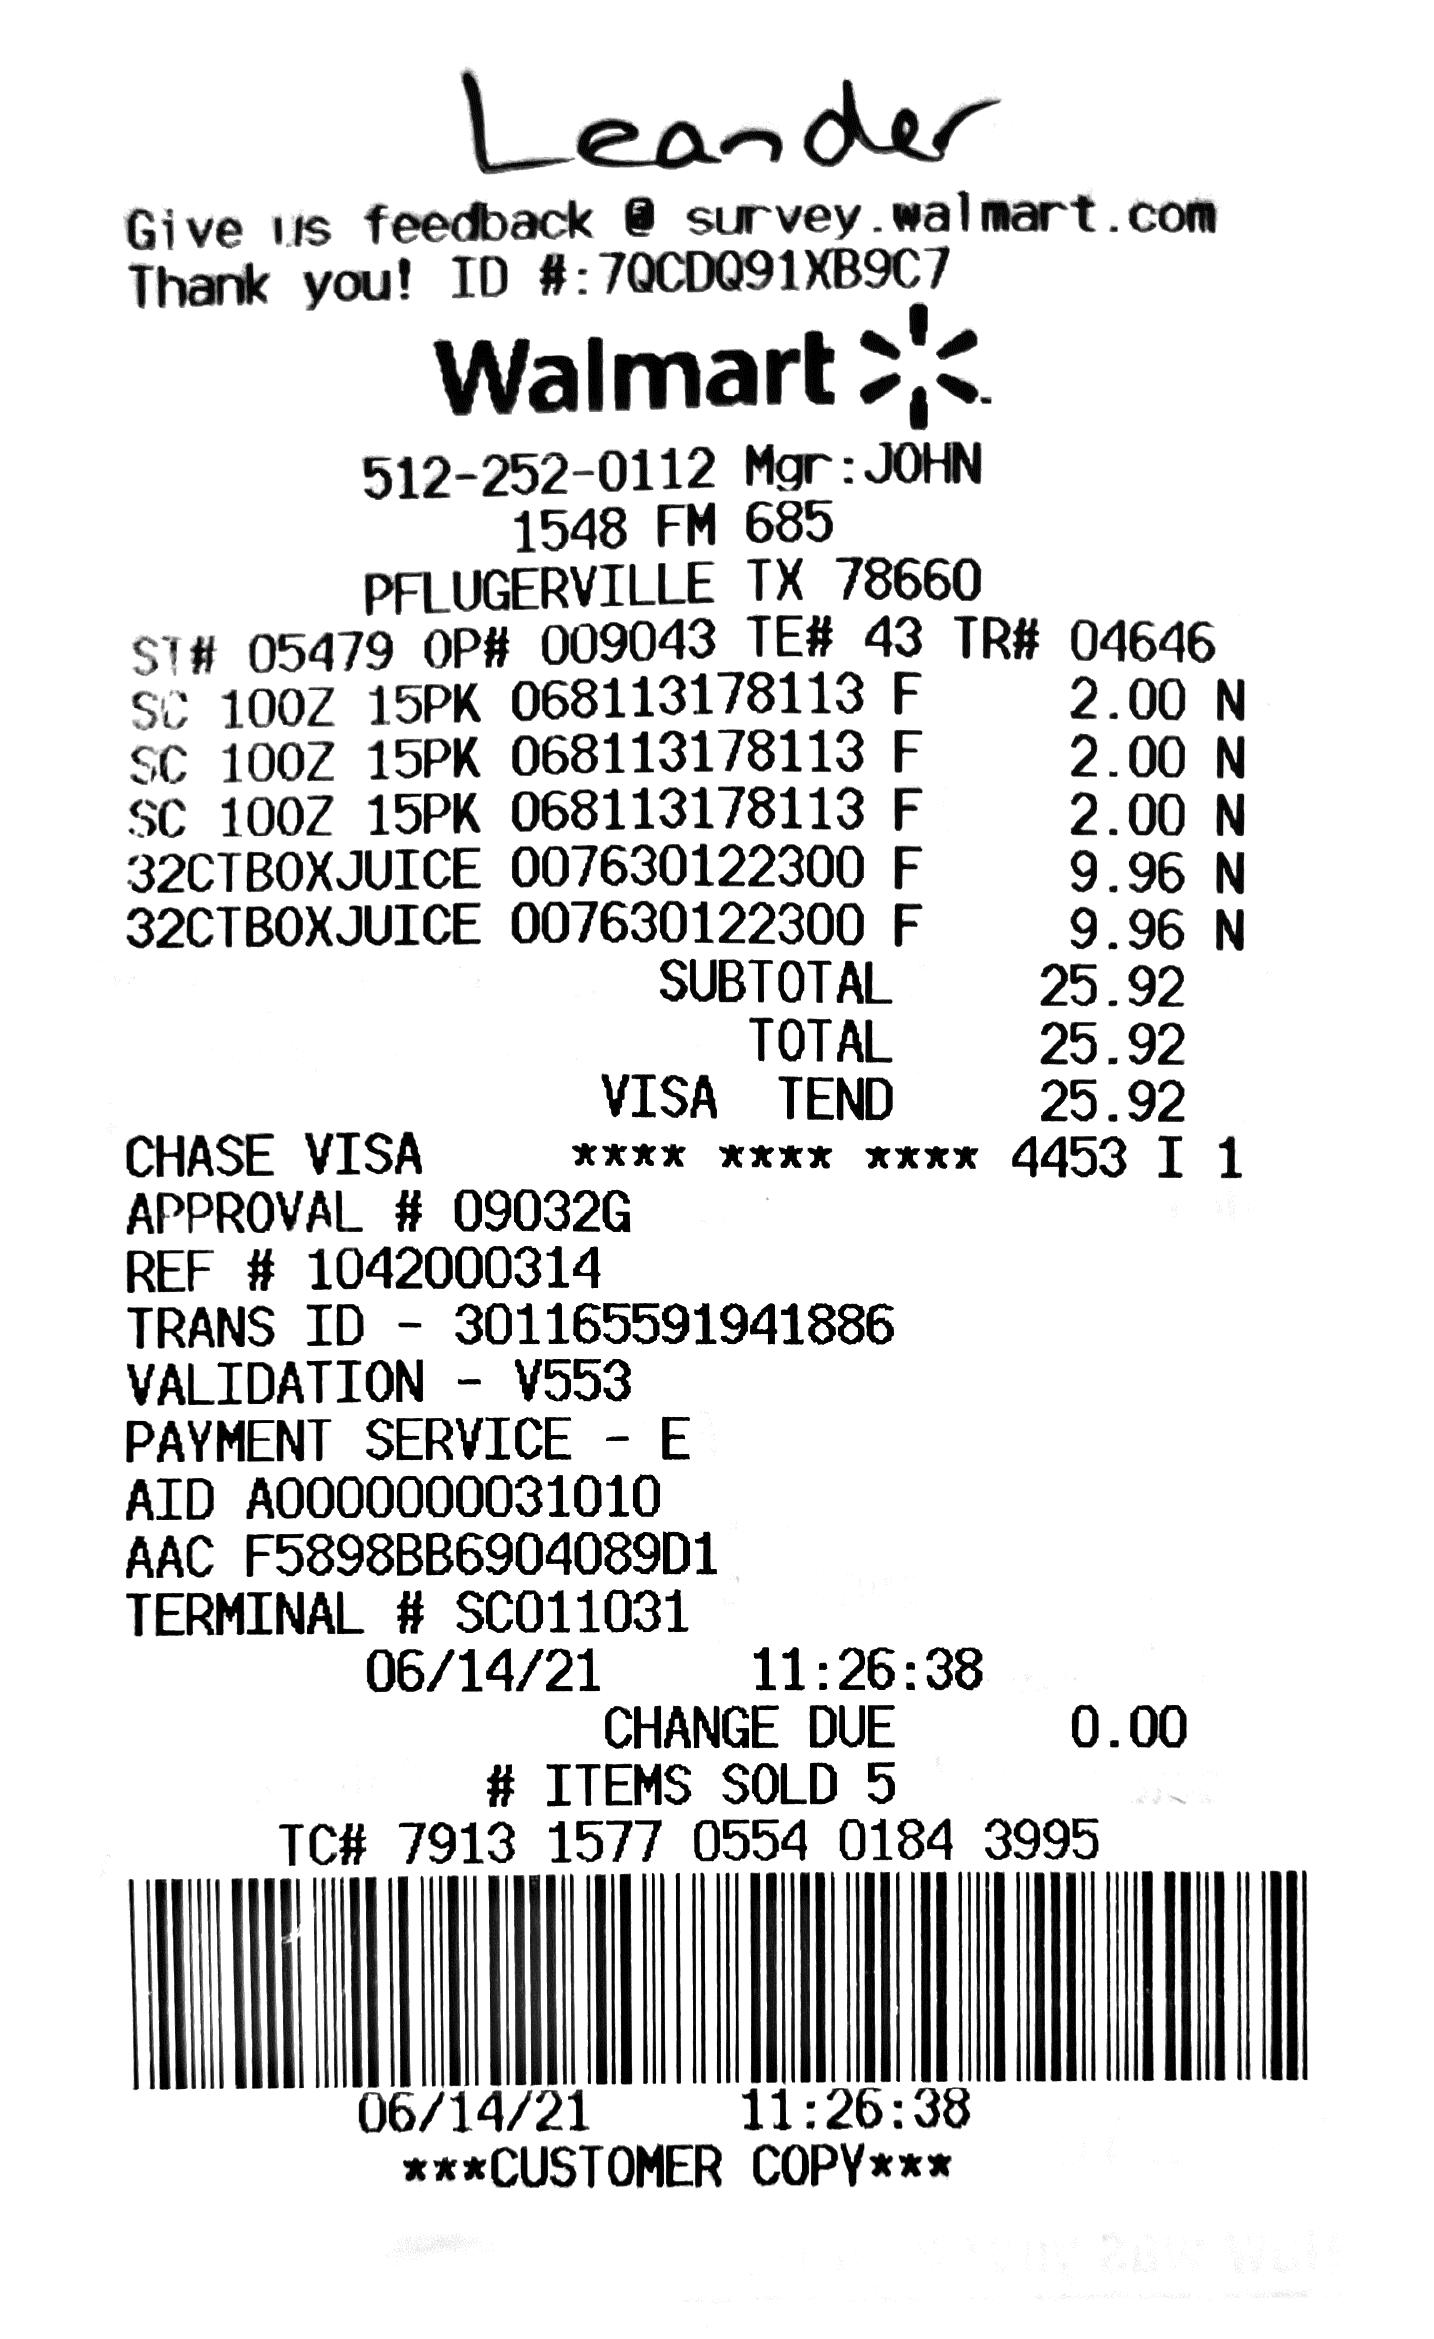 Leander
Give us feedback @ survey.walmart.com
Thank you! ID #:7QCDQ91XB9C7
Walmart
512-252-0112 Mgr:JOHN
1548 FM 685
PFLUGERVILLE TX 78660
ST# 05479 OP# 009043 TE# 43 TR# 04646
SC 10OZ 15PK 068113178113 F 2.00 N
SC 10OZ 15PK 068113178113 F 2.00 N
SC 10OZ 15PK 068113178113 F 2.00 N
32CTBOXJUICE 007630122300 F 9.96 N
32CTBOXJUICE 007630122300 F 9.96 N
SUBTOTAL 25.92
TOTAL 25.92
VISA TEND 25.92
CHASE VISA **** **** **** 4453 I 1
APPROVAL # 09032G
REF # 1042000314
TRANS ID - 301165591941886
VALIDATION - V553
PAYMENT SERVICE - E
AID A0000000031010
AAC F5898BB6904089D1
TERMINAL # SC011031
06/14/21 11:26:38
CHANGE DUE 0.00
# ITEMS SOLD 5
TC# 7913 1577 0554 0184 3995
06/14/21 11:26:38
***CUSTOMER COPY***